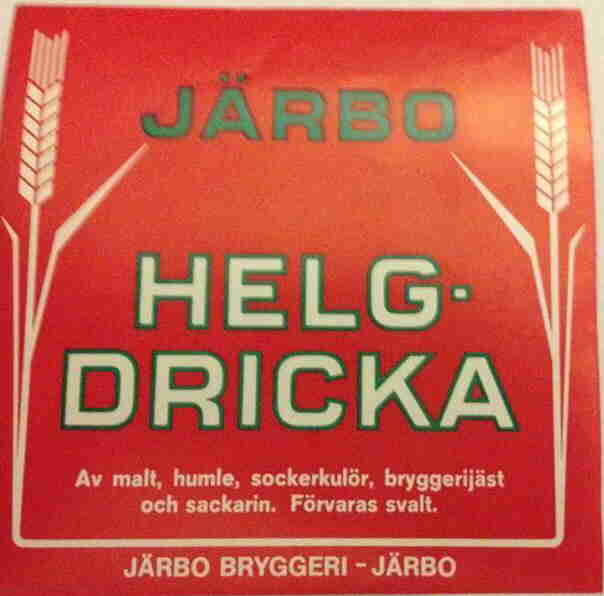 JÄRBO
HELG-
DRICKA
Av malt, humle, sockerkulör, bryggerijäst
och sackarin. Förvaras svalt.
JÄRBO BRYGGERI - JÄRBO